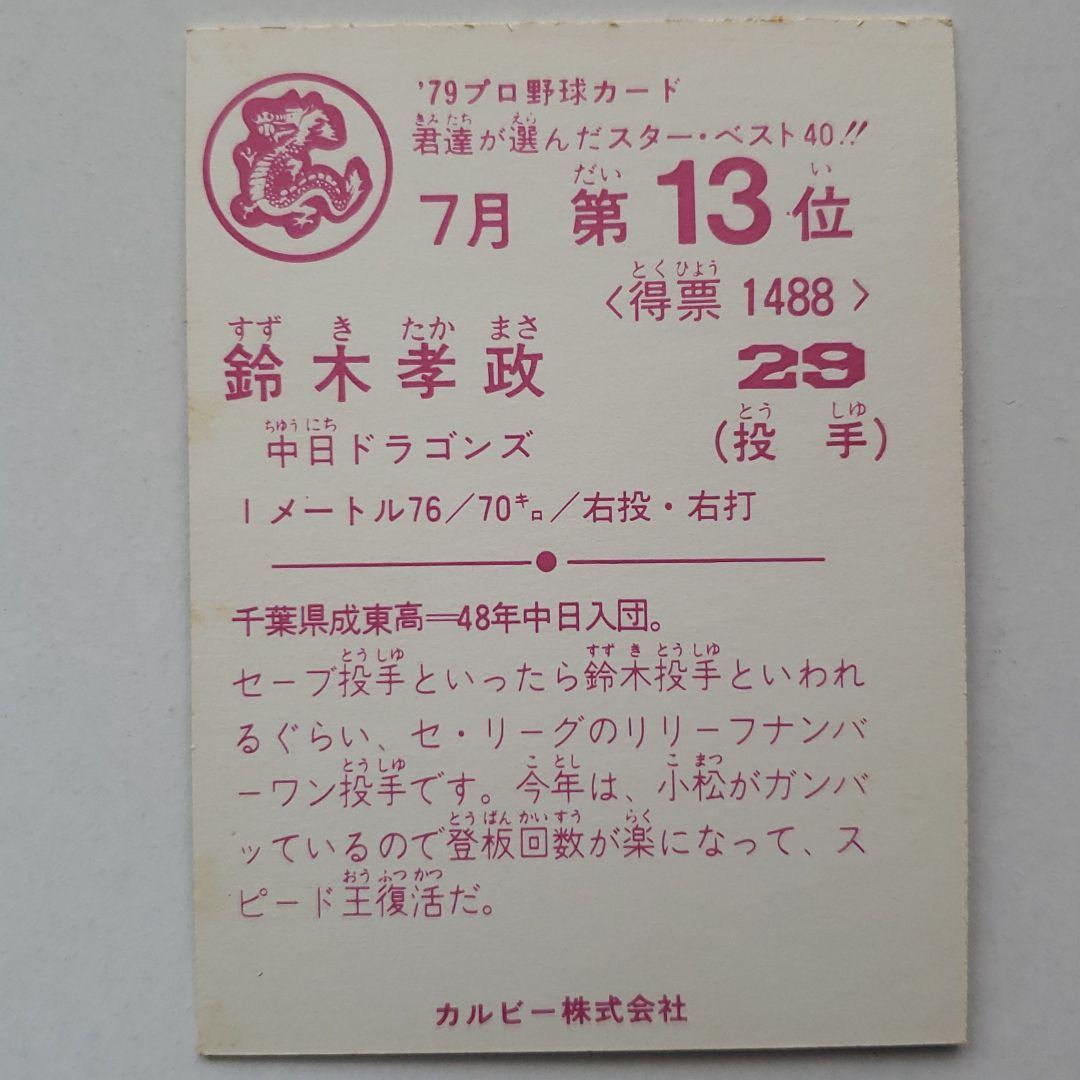 '79プロ野球カード
君達が選んだスター・ベスト40!!
7月 第13位
<得票 1488>
鈴木孝政 29
中日ドラゴンズ (投手)
1メートル76/70キロ/右投・右打
千葉県成東高=48年中日入団。
セーブ投手といったら鈴木投手といわれ
るぐらい、セ・リーグのリリーフナンバ
ーワン投手です。今年は、小松がガンバ
ッているので登板回数が楽になって、ス
ピード王復活だ。
カルビー株式会社